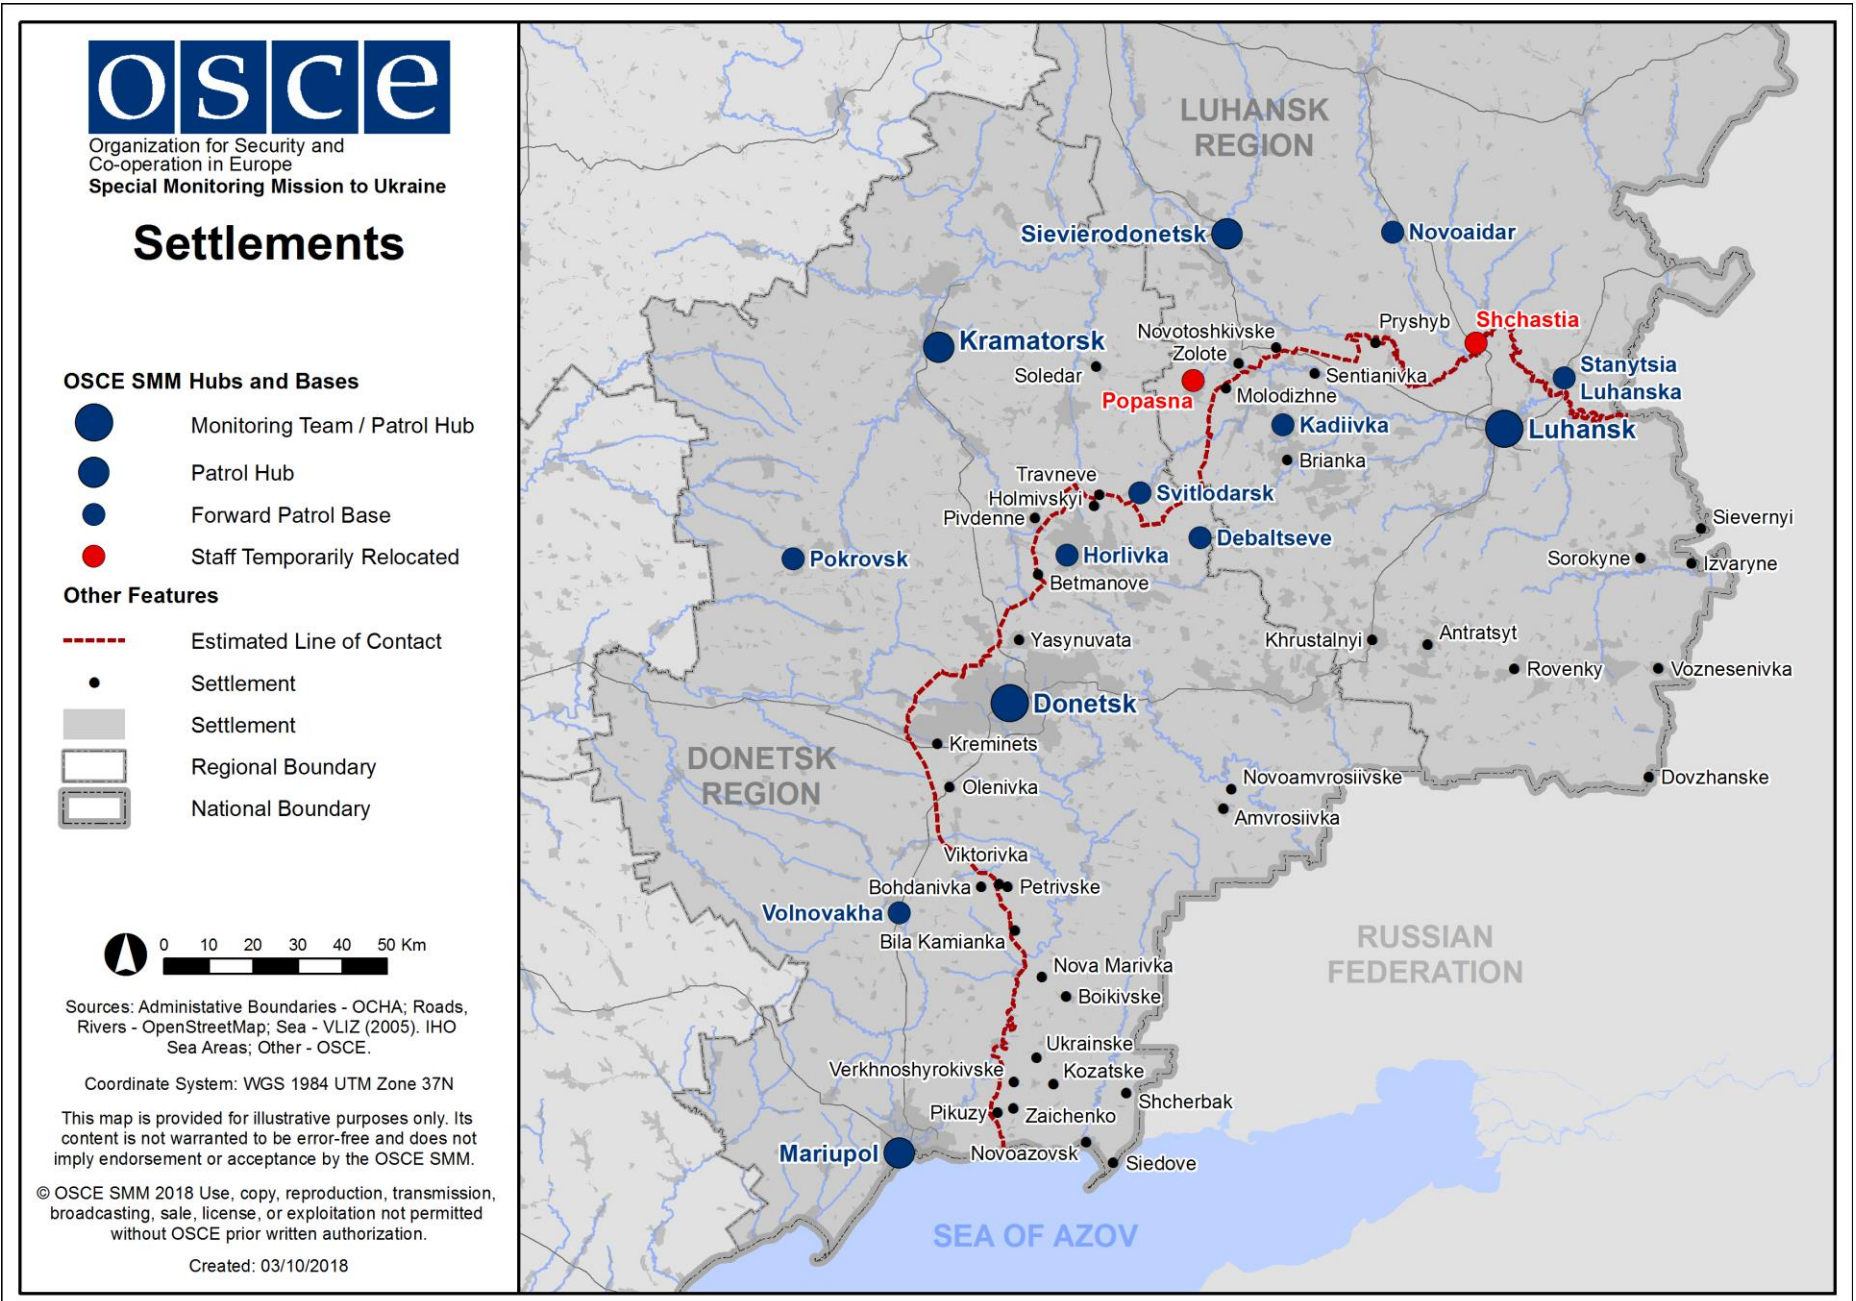 osce
Organization for Security and
Co-operation in Europe
Special Monitoring Mission to Ukraine
Settlements
OSCE SMM Hubs and Bases
Monitoring Team / Patrol Hub
Patrol Hub
Forward Patrol Base
Staff Temporarily Relocated
Other Features
Estimated Line of Contact
Settlement
Settlement
Regional Boundary
National Boundary
0 10 20 30 40 50 Km
Sources: Administative Boundaries - OCHA; Roads,
Rivers - OpenStreetMap; Sea - VLIZ (2005). IHO
Sea Areas; Other - OSCE.
Coordinate System: WGS 1984 UTM Zone 37N
This map is provided for illustrative purposes only. Its
content is not warranted to be error-free and does not
imply endorsement or acceptance by the OSCE SMM.
© OSCE SMM 2018 Use, copy, reproduction, transmission,
broadcasting, sale, license, or exploitation not permitted
without OSCE prior written authorization.
Created: 03/10/2018
LUHANSK
REGION
Sievierodonetsk
Novoaidar
Kramatorsk
Novotoshkivske
Pryshyb
Shchastia
Zolote
Soledar
Sentianivka
Stanytsia
Luhanska
Popasna
Molodizhne
Kadiivka
Luhansk
Brianka
Travneve
Holmivskyi
Svitlodarsk
Pivdenne
Sievernyi
Debaltseve
Pokrovsk
Horlivka
Sorokyne
Izvaryne
Betmanove
Yasynuvata
Khrustalnyi
Antratsyt
Rovenky
Voznesenivka
Donetsk
Kreminets
DONETSK
REGION
Olenivka
Novoamvrosiivske
Dovzhanske
Amvrosiivka
Viktorivka
Bohdanivka
Petrivske
Volnovakha
Bila Kamianka
RUSSIAN
FEDERATION
Nova Marivka
Boikivske
Ukrainske
Verkhnoshyrokivske
Kozatske
Shcherbak
Pikuzy
Zaichenko
Mariupol
Novoazovsk
Siedove
SEA OF AZOV